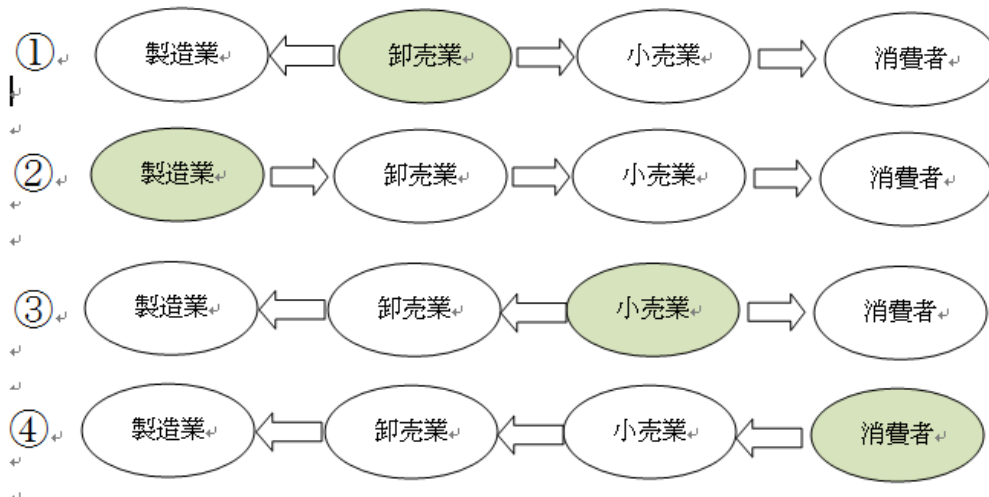 ① 製造業 卸売業 小売業 消費者
② 製造業 卸売業 小売業 消費者
③ 製造業 卸売業 小売業 消費者
④ 製造業 卸売業 小売業 消費者